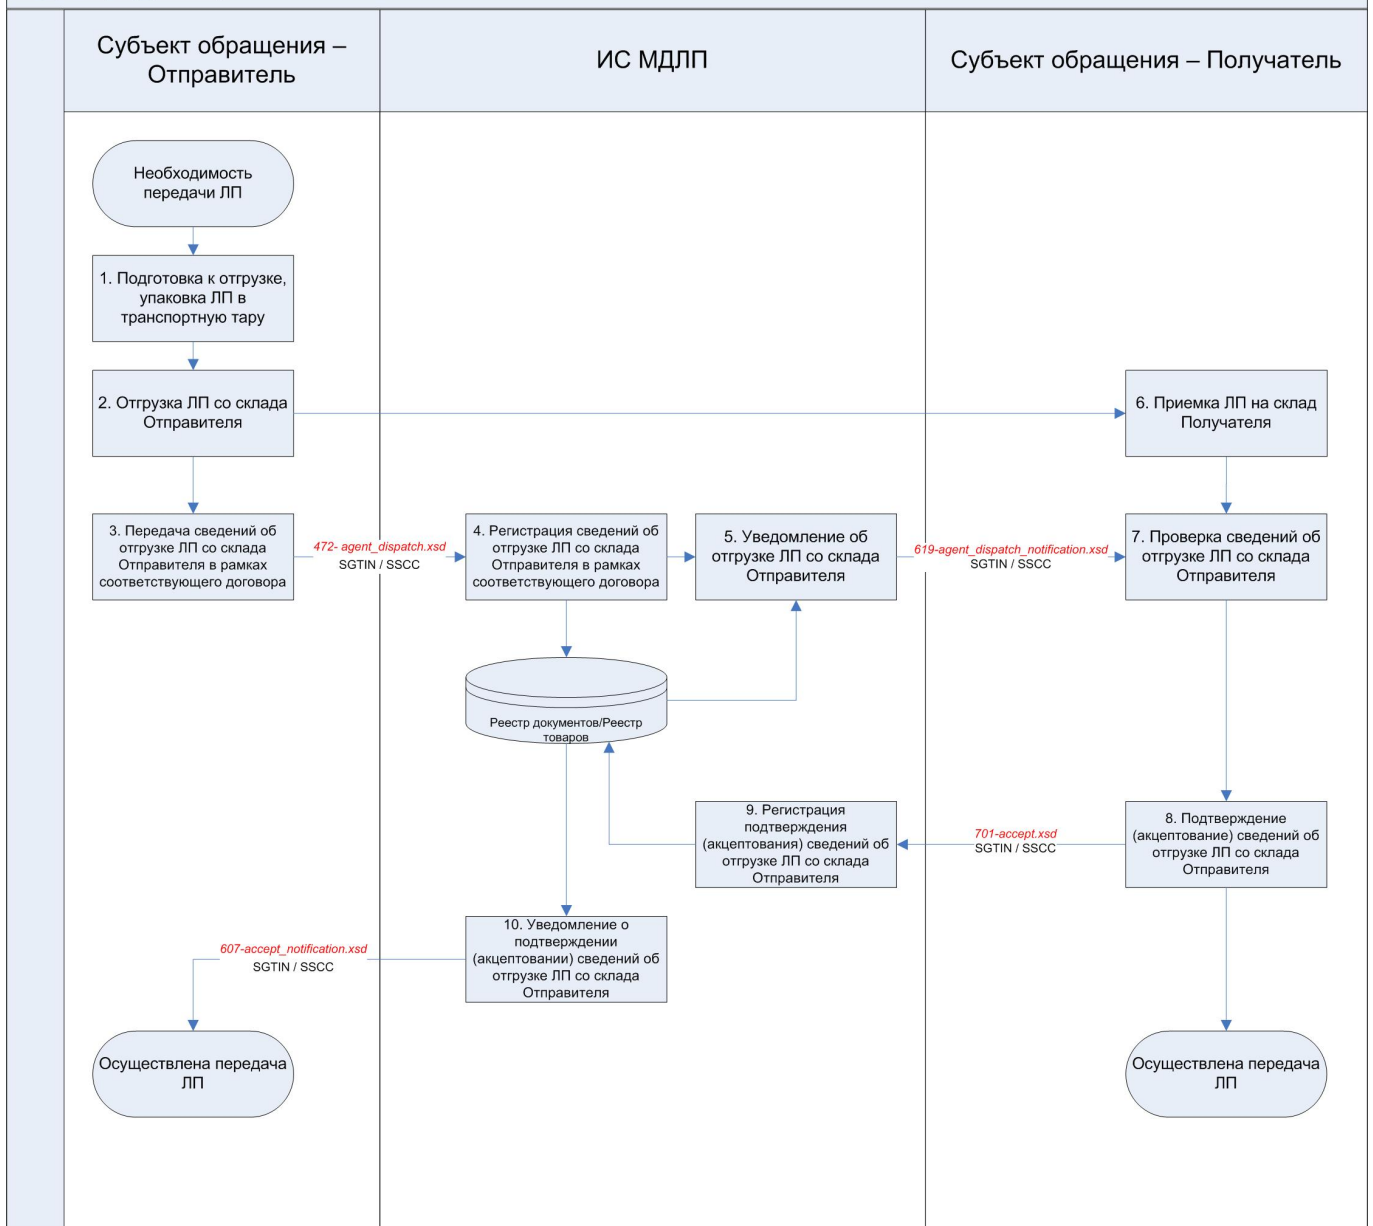 Субъект обращения –
Отправитель
ИС МДЛП
Субъект обращения – Получатель
Необходимость
передачи ЛП
1. Подготовка к отгрузке,
упаковка ЛП в
транспортную тару
2. Отгрузка ЛП со склада
Отправителя
6. Приемка ЛП на склад
Получателя
3. Передача сведений об
отгрузке ЛП со склада
Отправителя в рамках
соответствующего договора
472- agent_dispatch.xsd
SGTIN / SSCC
4. Регистрация сведений об
отгрузке ЛП со склада
Отправителя в рамках
соответствующего договора
5. Уведомление об
отгрузке ЛП со склада
Отправителя
619-agent_dispatch_notification.xsd
SGTIN / SSCC
7. Проверка сведений об
отгрузке ЛП со склада
Отправителя
Реестр документов/Реестр
товаров
9. Регистрация
подтверждения
(акцептования) сведений об
отгрузке ЛП со склада
Отправителя
701-accept.xsd
SGTIN / SSCC
8. Подтверждение
(акцептование) сведений об
отгрузке ЛП со склада
Отправителя
10. Уведомление о
подтверждении
(акцептовании) сведений об
отгрузке ЛП со склада
Отправителя
607-accept_notification.xsd
SGTIN / SSCC
Осуществлена передача
ЛП
Осуществлена передача
ЛП